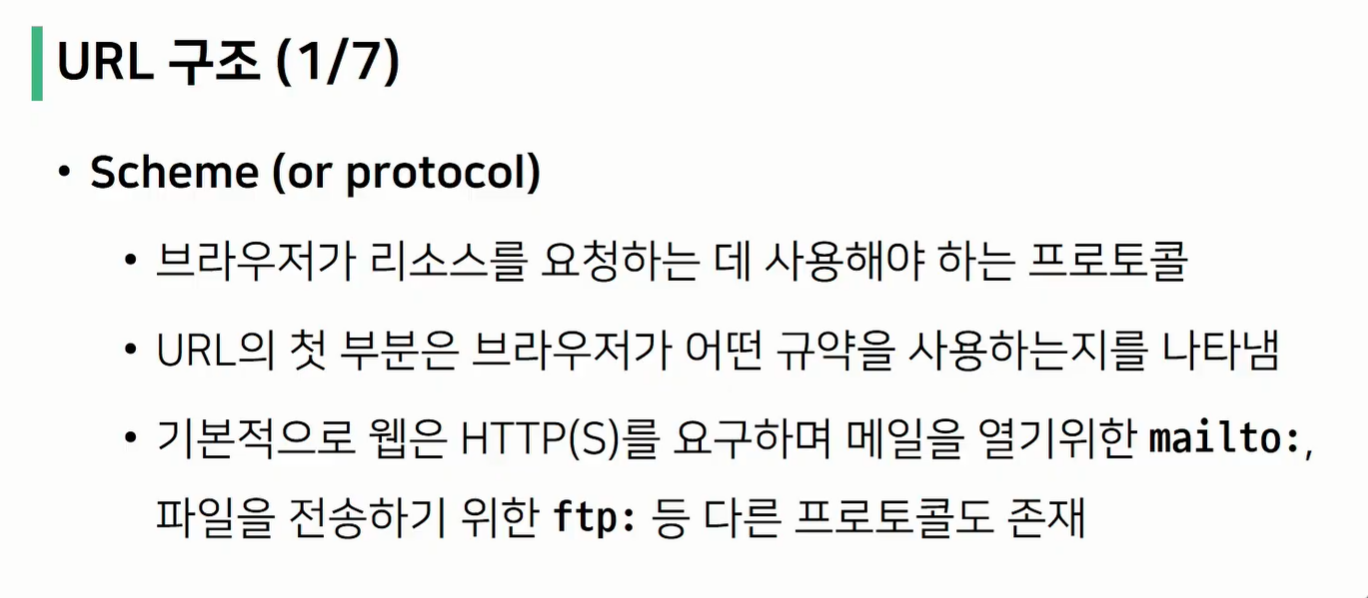 URL 구조 (1/7)
• Scheme (or protocol)
• 브라우저가 리소스를 요청하는 데 사용해야 하는 프로토콜
• URL의 첫 부분은 브라우저가 어떤 규약을 사용하는지를 나타냄
• 기본적으로 웹은 HTTP(S)를 요구하며 메일을 열기위한 mailto:,
파일을 전송하기 위한 ftp: 등 다른 프로토콜도 존재